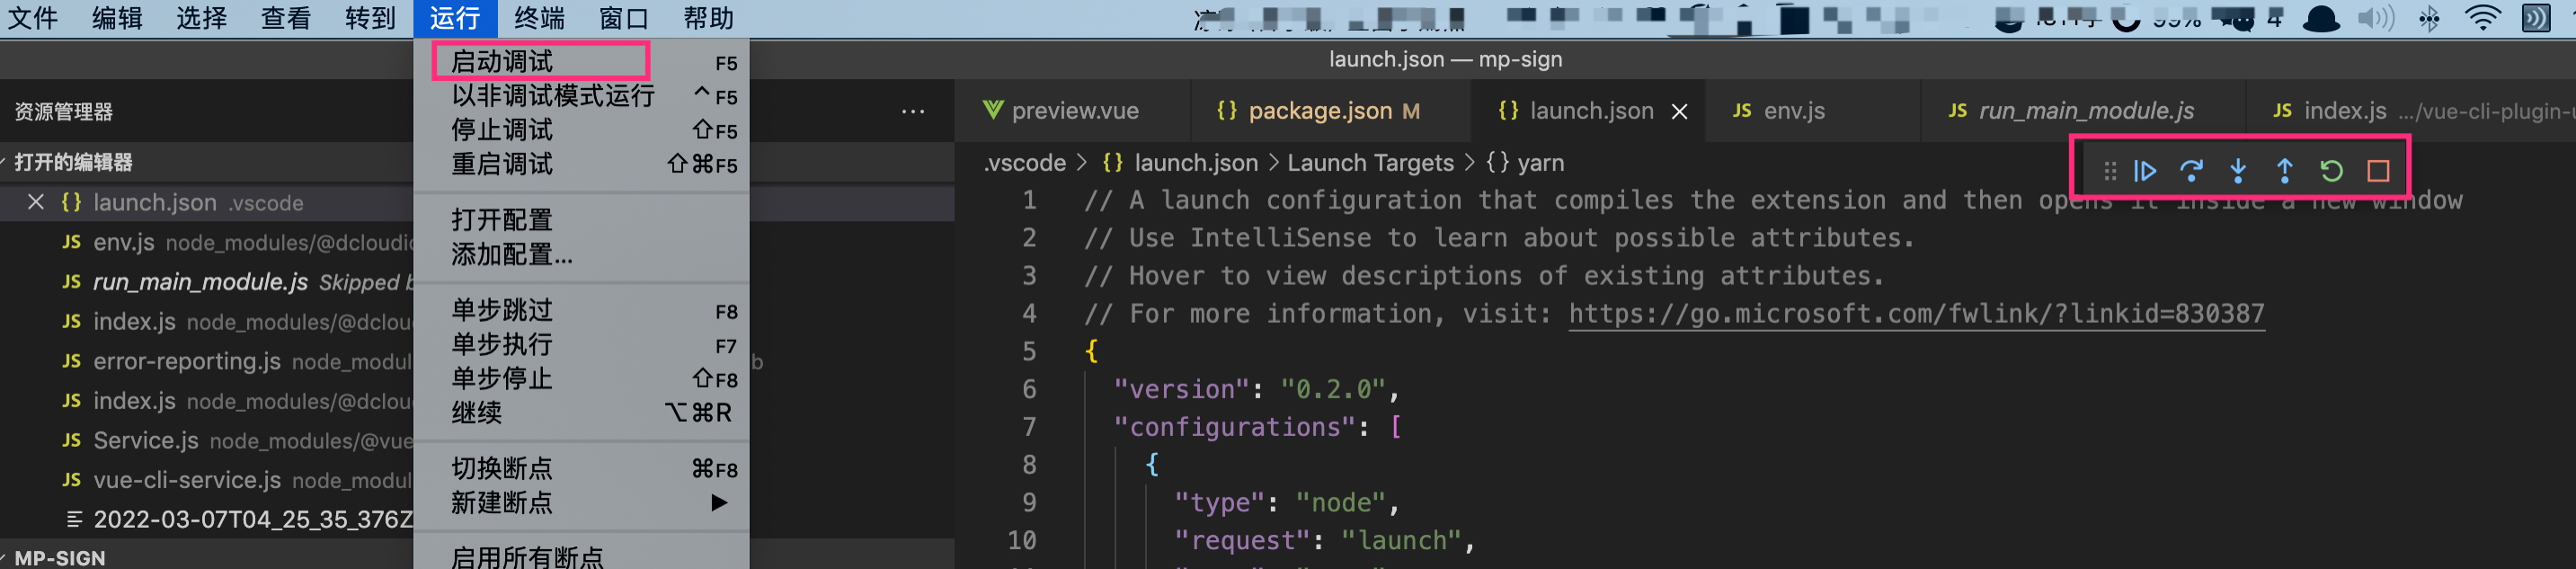 文件 编辑 选择 查看 转到 运行 终端 窗口 帮助
99%
4
launch.json — mp-sign
启动调试 F5
以非调试模式运行 ⌃F5
停止调试 ⇧F5
重启调试 ⇧⌘F5
打开配置
添加配置...
单步跳过 F8
单步执行 F7
单步停止 ⇧F8
继续 ⌥⌘R
切换断点 ⌘F8
新建断点 ▶
启用所有断点
资源管理器 ...
打开的编辑器
launch.json .vscode
JS env.js node_modules/@dcloudio
JS run_main_module.js Skipped b
JS index.js node_modules/@dclou
JS error-reporting.js node_modul b
JS index.js node_modules/@dclou
JS Service.js node_modules/@vue
JS vue-cli-service.js node_modul
2022-03-07T04_25_35_376Z
MP-SIGN
preview.vue {} package.json M {} launch.json JS env.js JS run_main_module.js JS index.js .../vue-cli-plugin-u
.vscode > {} launch.json > Launch Targets > {} yarn
1 // A launch configuration that compiles the extension and then opens it inside a new window
2 // Use IntelliSense to learn about possible attributes.
3 // Hover to view descriptions of existing attributes.
4 // For more information, visit: https://go.microsoft.com/fwlink/?linkid=830387
5 {
6 "version": "0.2.0",
7 "configurations": [
8 {
9 "type": "node",
10 "request": "launch",